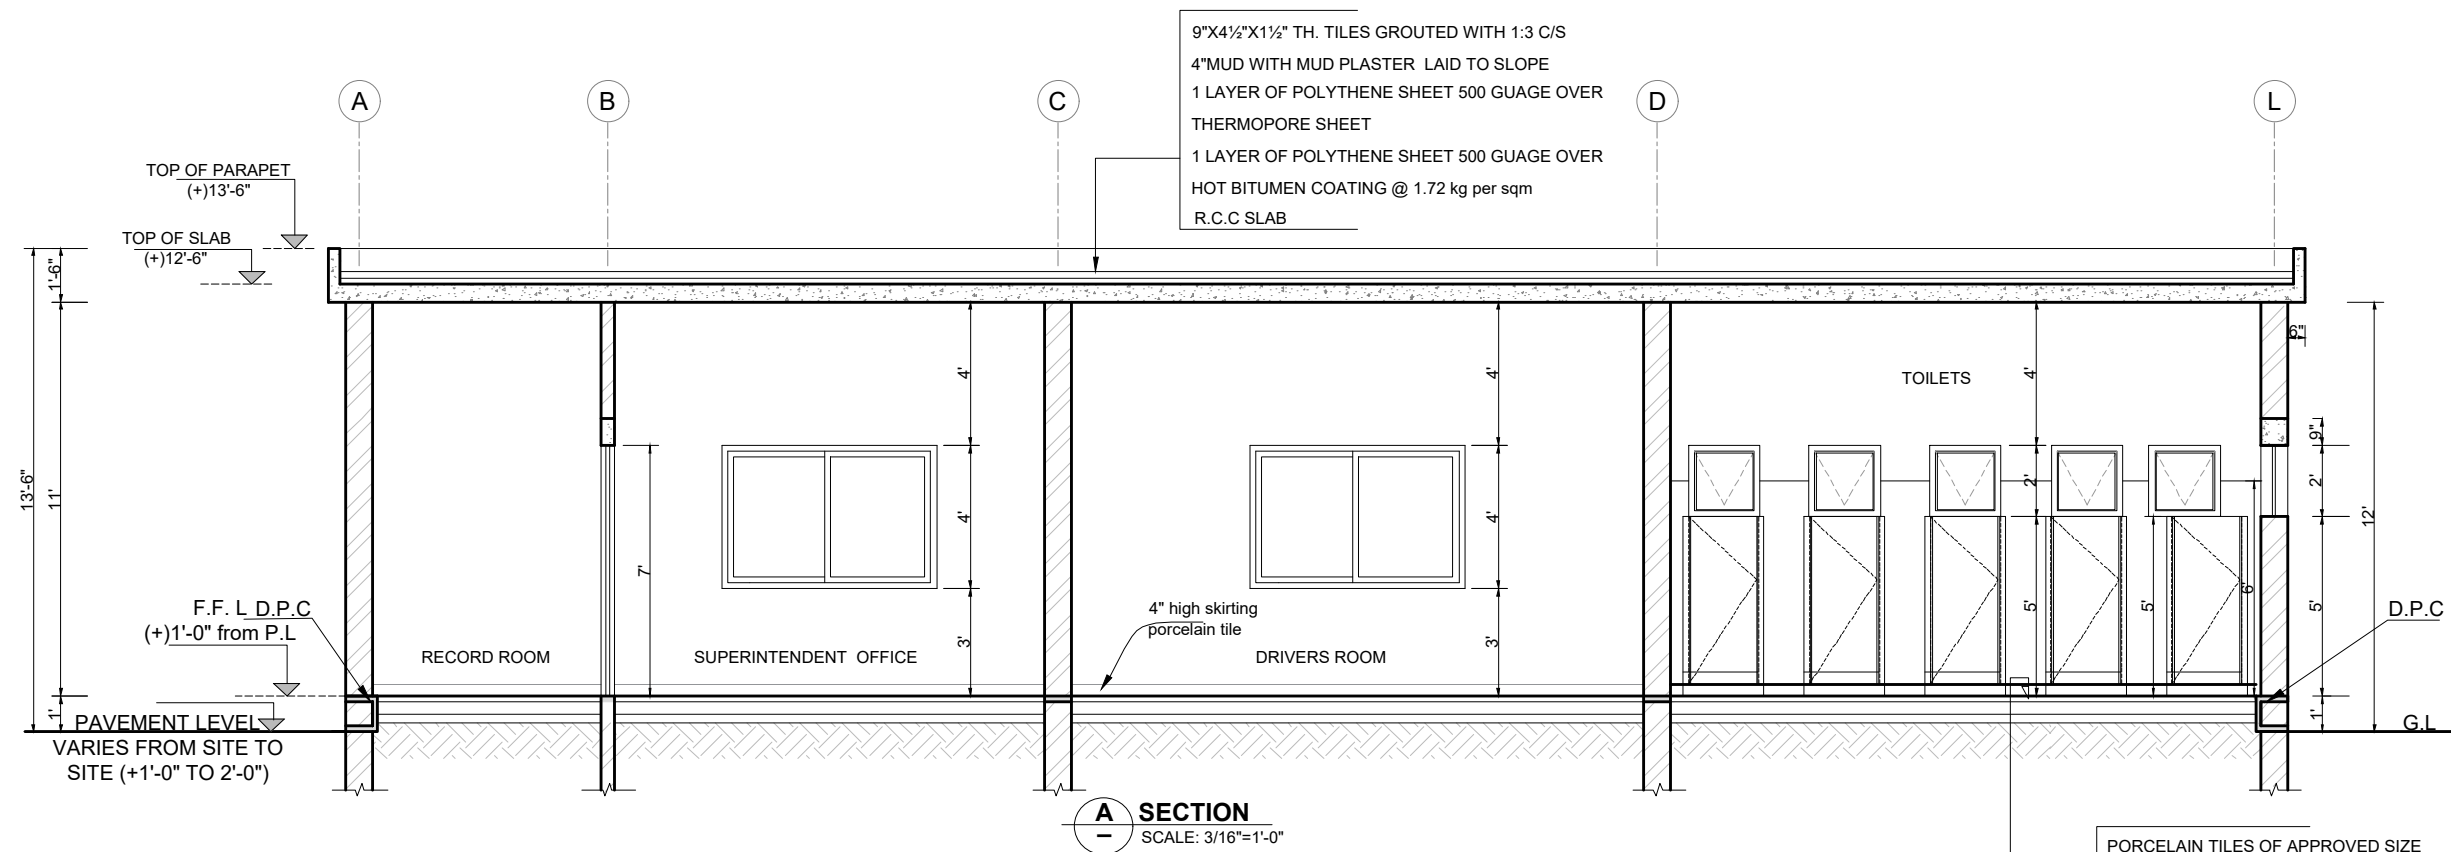 9"X4½"X1½" TH. TILES GROUTED WITH 1:3 C/S
4"MUD WITH MUD PLASTER LAID TO SLOPE
1 LAYER OF POLYTHENE SHEET 500 GUAGE OVER
THERMOPORE SHEET
1 LAYER OF POLYTHENE SHEET 500 GUAGE OVER
HOT BITUMEN COATING @ 1.72 kg per sqm
R.C.C SLAB
A
B
C
D
L
TOP OF PARAPET
(+)13'-6"
TOP OF SLAB
(+)12'-6"
1'-6"
13'-6"
11'
1'
6"
4'
4'
TOILETS
4'
9"
4'
4'
2'
2'
12'
7'
3'
3'
5'
5'
6'
5'
1'
F.F. L D.P.C
(+)1'-0" from P.L
4" high skirting
porcelain tile
D.P.C
RECORD ROOM
SUPERINTENDENT OFFICE
DRIVERS ROOM
PAVEMENT LEVEL
VARIES FROM SITE TO
SITE (+1'-0" TO 2'-0")
G.L
A
–
SECTION
SCALE: 3/16"=1'-0"
PORCELAIN TILES OF APPROVED SIZE